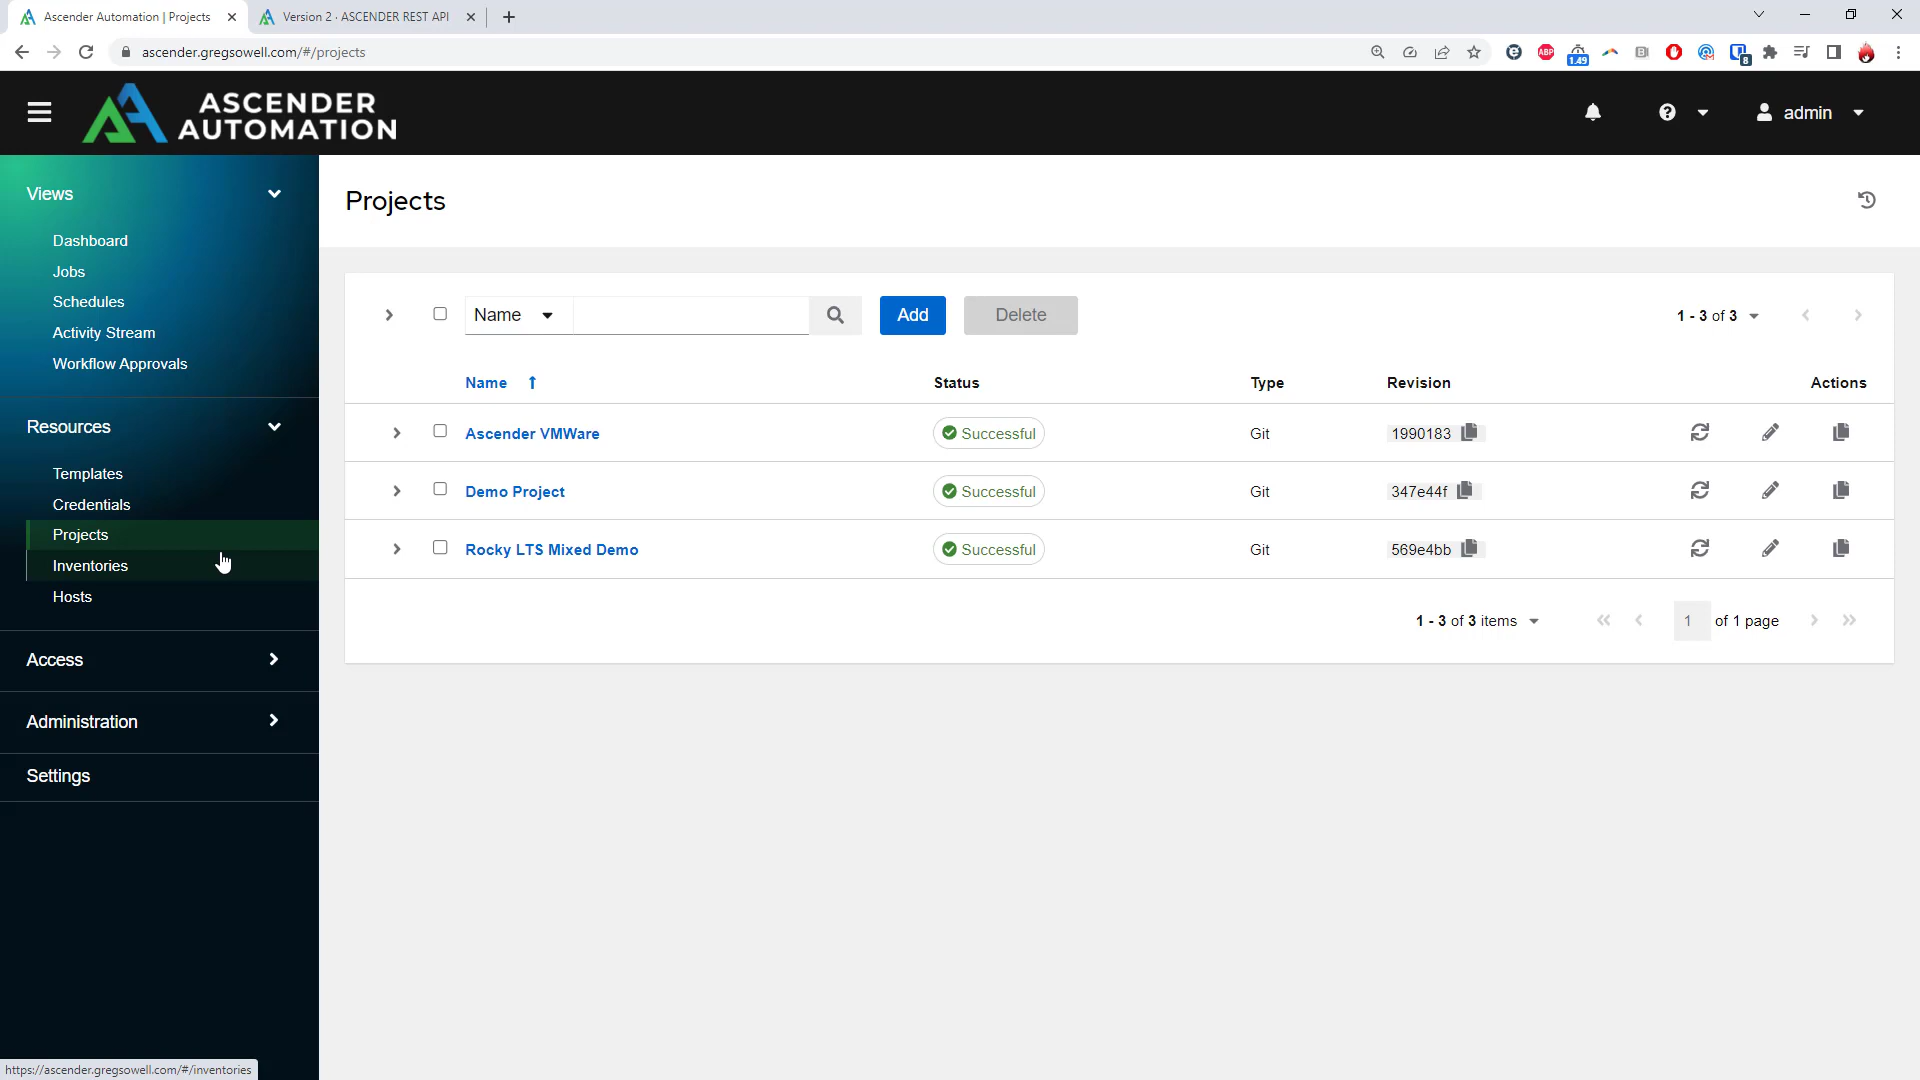 Ascender Automation | Projects
Version 2 · ASCENDER REST API
ascender.gregsowell.com/#/projects
ABP
1.49
8
ASCENDER
AUTOMATION
admin
Views
Dashboard
Jobs
Schedules
Activity Stream
Workflow Approvals
Resources
Templates
Credentials
Projects
Inventories
Hosts
Access
Administration
Settings
Projects
Name
Add
Delete
1 - 3 of 3
Name Status Type Revision Actions
Ascender VMWare Successful Git 1990183
Demo Project Successful Git 347e44f
Rocky LTS Mixed Demo Successful Git 569e4bb
1 - 3 of 3 items 1 of 1 page
https://ascender.gregsowell.com/#/inventories